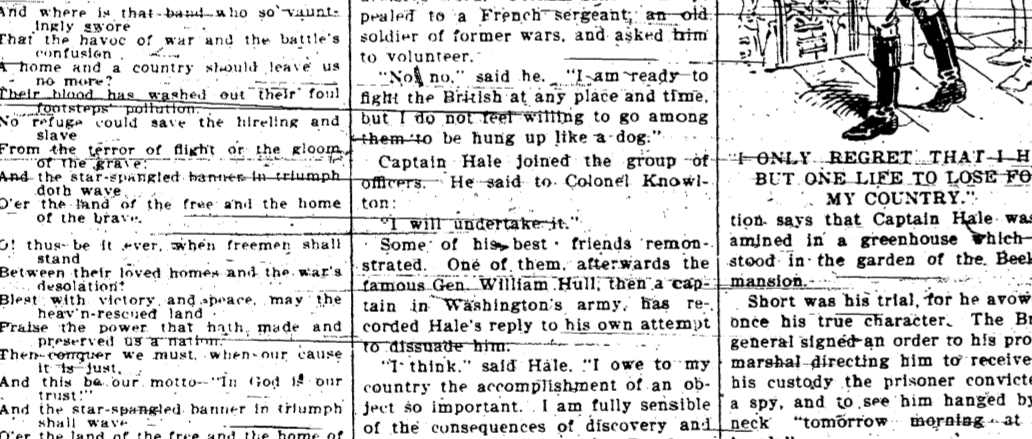 And where is that band who so vaunt-
ingly swore
That the havoc of war and the battle's
confusion
A home and a country should leave us
no more?
Their blood has washed out their foul
footsteps' pollution.
No refuge could save the hireling and
slave
From the terror of flight or the gloom
of the grave;
And the star-spangled banner in triumph
doth wave
O'er the land of the free and the home
of the brave.
O! thus be it ever, when freemen shall
stand
Between their loved homes and the war's
desolation!
Blest with victory and peace, may the
heav'n-rescued land
Praise the power that hath made and
preserved us a nation.
Then conquer we must, when our cause
it is just,
And this be our motto—"In God is our
trust!"
And the star-spangled banner in triumph
shall wave
O'er the land of the free and the home of
pealed to a French sergeant, an old
soldier of former wars, and asked him
to volunteer.
"No, no," said he. "I am ready to
fight the British at any place and time,
but I do not feel willing to go among
them to be hung up like a dog."
Captain Hale joined the group of
officers. He said to Colonel Knowl-
ton:
"I will undertake it."
Some of his best friends remon-
strated. One of them, afterwards the
famous Gen. William Hull, then a cap-
tain in Washington's army, has re-
corded Hale's reply to his own attempt
to dissuade him.
"I think," said Hale, "I owe to my
country the accomplishment of an ob-
ject so important. I am fully sensible
of the consequences of discovery and
"I ONLY REGRET THAT I H
BUT ONE LIFE TO LOSE FO
MY COUNTRY."
tion says that Captain Hale was
amined in a greenhouse which
stood in the garden of the Beek
mansion.
Short was his trial, for he avow
once his true character. The Br
general signed an order to his pro
marshal directing him to receive
his custody the prisoner convicte
a spy, and to see him hanged by
neck "tomorrow morning at